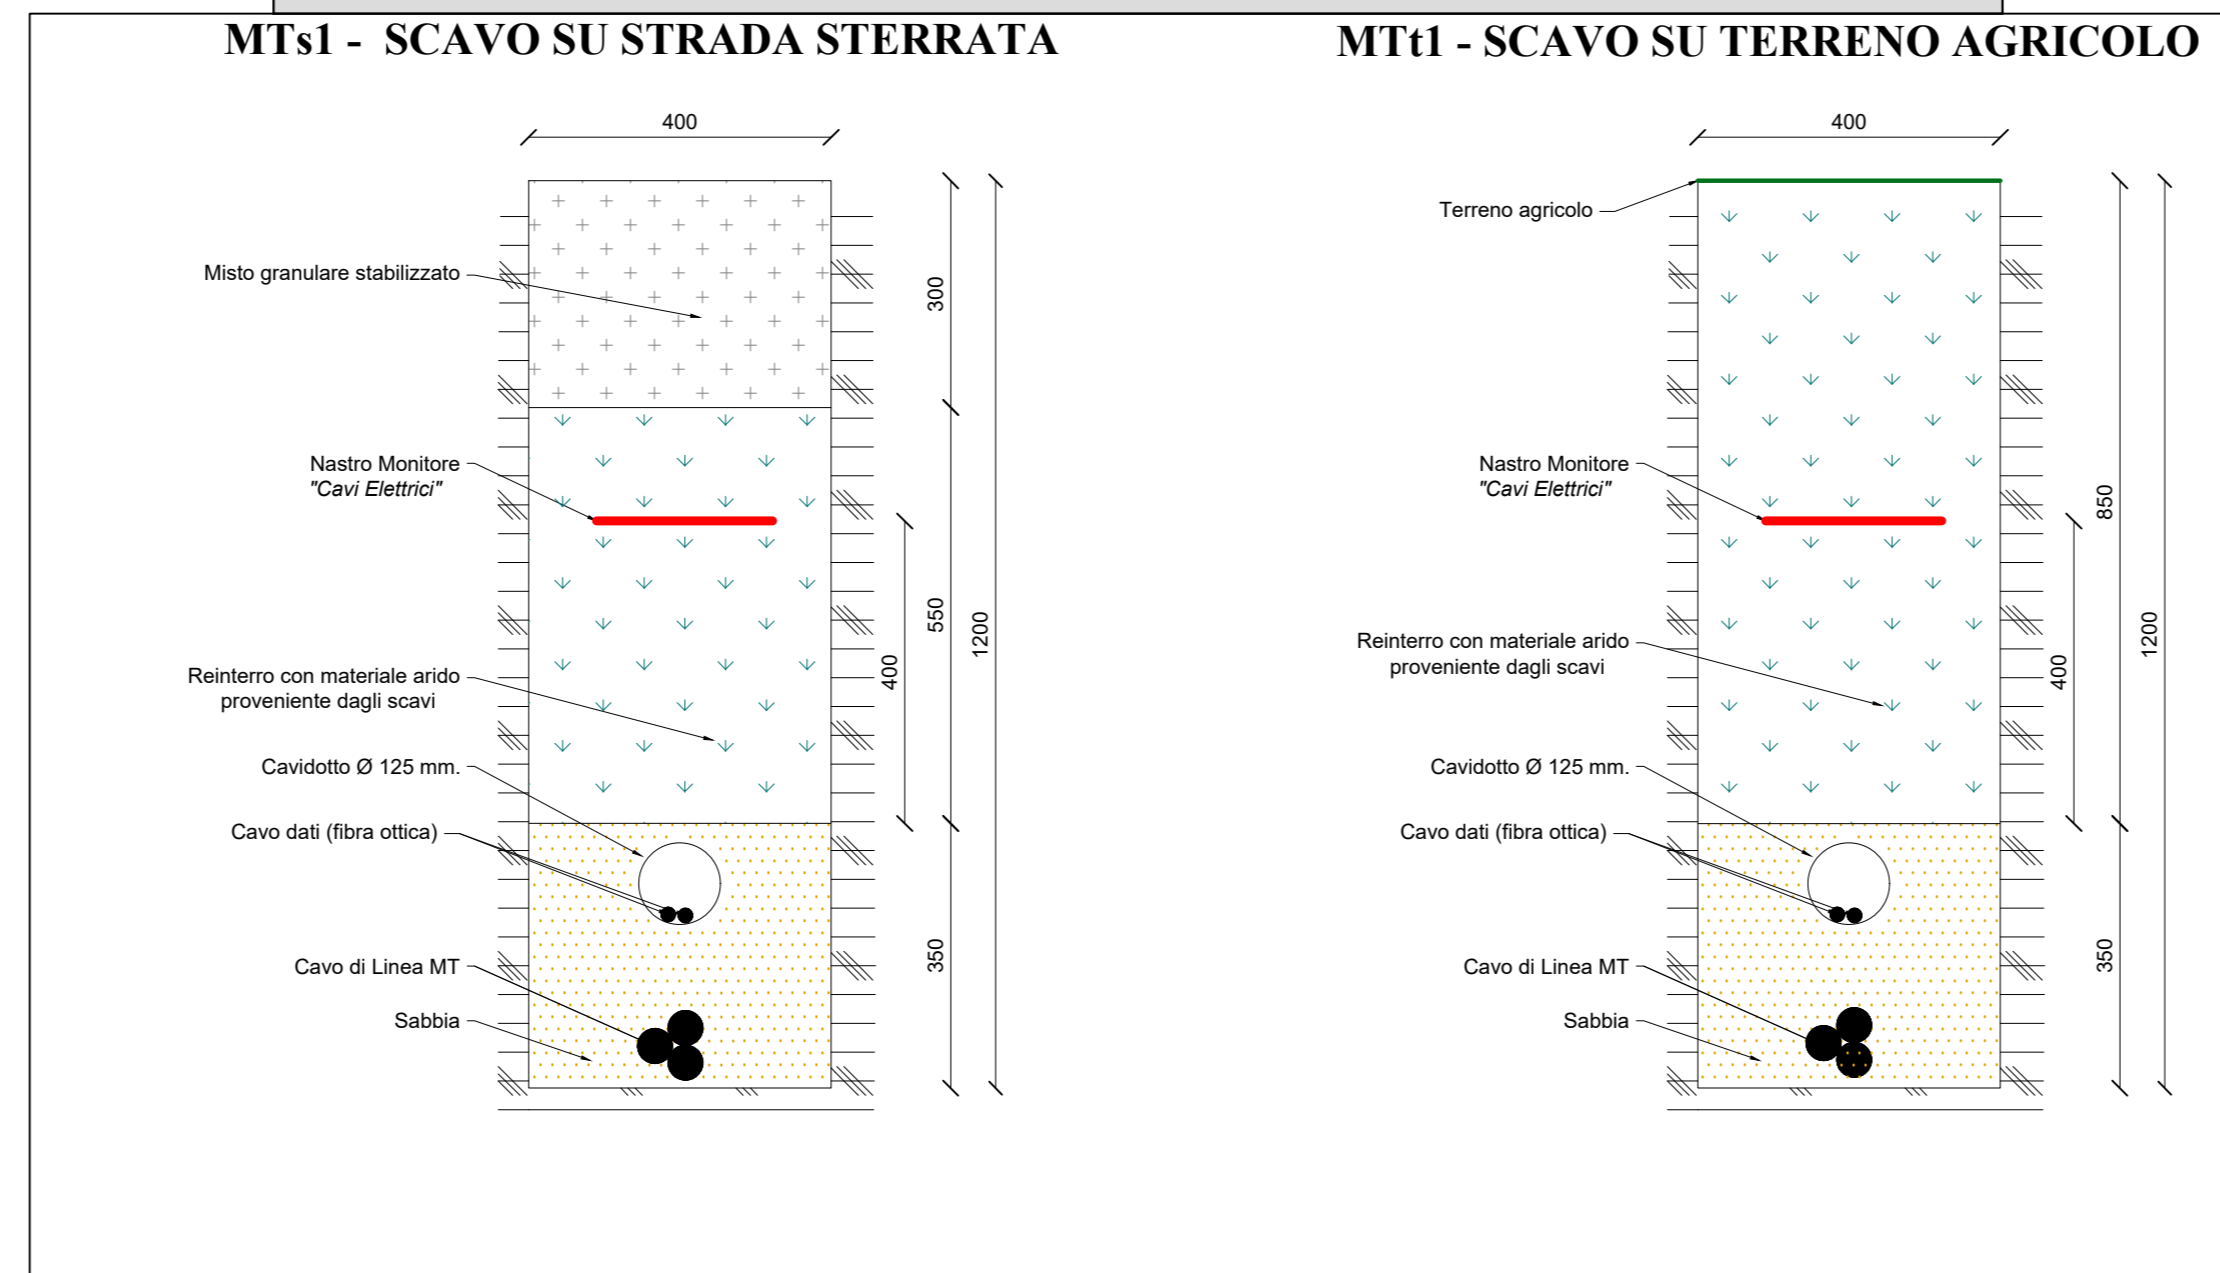 MTs1 - SCAVO SU STRADA STERRATA
400
Misto granulare stabilizzato
300
Nastro Monitore
"Cavi Elettrici"
550
1200
400
Reinterro con materiale arido
proveniente dagli scavi
Cavidotto Ø 125 mm.
Cavo dati (fibra ottica)
350
Cavo di Linea MT
Sabbia
MTt1 - SCAVO SU TERRENO AGRICOLO
400
Terreno agricolo
Nastro Monitore
"Cavi Elettrici"
850
1200
400
Reinterro con materiale arido
proveniente dagli scavi
Cavidotto Ø 125 mm.
Cavo dati (fibra ottica)
350
Cavo di Linea MT
Sabbia